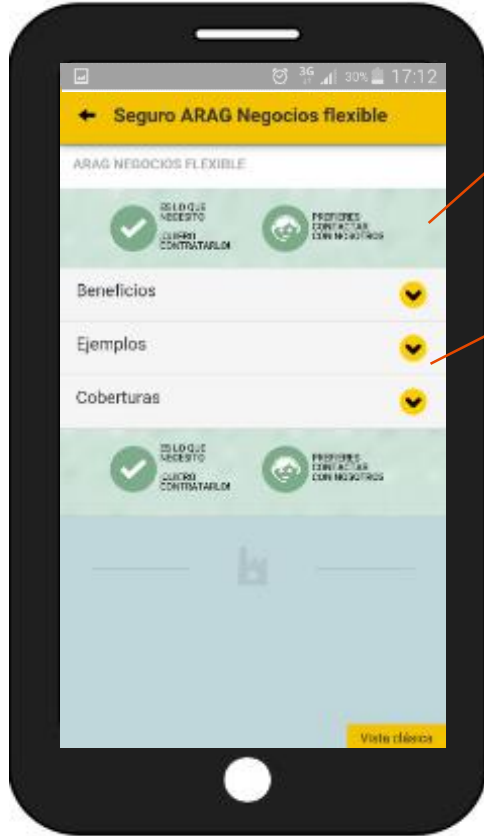 3G 30% 17:12
Seguro ARAG Negocios flexible
ARAG NEGOCIOS FLEXIBLE
ES LO QUE
NECESITO
¡QUIERO
CONTRATARLO!
PREFIERES
CONTACTAR
CON NOSOTROS
Beneficios
Ejemplos
Coberturas
ES LO QUE
NECESITO
¡QUIERO
CONTRATARLO!
PREFIERES
CONTACTAR
CON NOSOTROS
Vista clásica